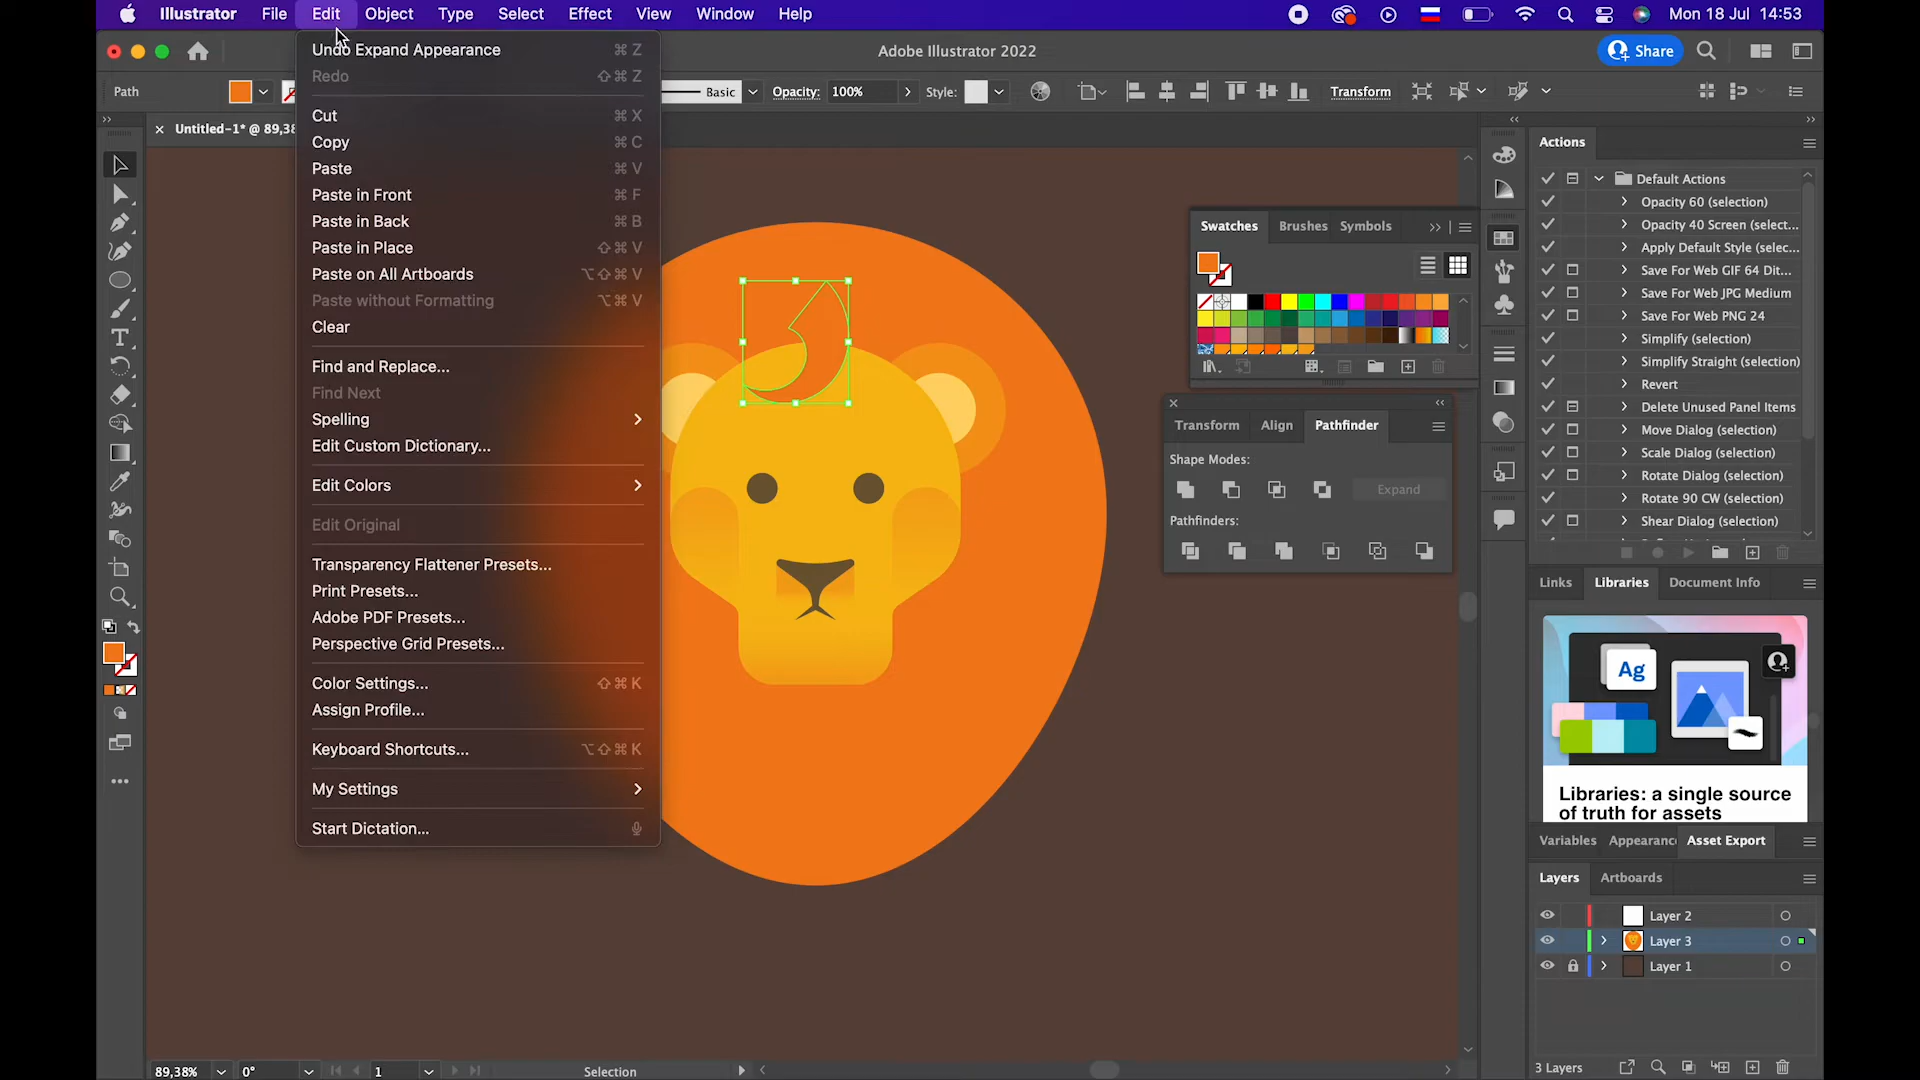 Illustrator File Edit Object Type Select Effect View Window Help Mon 18 Jul 14:53
Adobe Illustrator 2022
Share
Path
Basic
Opacity:
100%
Style:
Transform
Untitled-1* @ 89,38
Undo Expand Appearance ⌘ Z
Redo ⇧ ⌘ Z
Cut ⌘ X
Copy ⌘ C
Paste ⌘ V
Paste in Front ⌘ F
Paste in Back ⌘ B
Paste in Place ⇧ ⌘ V
Paste on All Artboards ⌥ ⇧ ⌘ V
Paste without Formatting ⌥ ⌘ V
Clear
Find and Replace...
Find Next
Spelling
Edit Custom Dictionary...
Edit Colors
Edit Original
Transparency Flattener Presets...
Print Presets...
Adobe PDF Presets...
Perspective Grid Presets...
Color Settings... ⇧ ⌘ K
Assign Profile...
Keyboard Shortcuts... ⌥ ⇧ ⌘ K
My Settings
Start Dictation...
Swatches Brushes Symbols
Transform Align Pathfinder
Shape Modes:
Expand
Pathfinders:
Actions
Default Actions
Opacity 60 (selection)
Opacity 40 Screen (select...
Apply Default Style (selec...
Save For Web GIF 64 Dit...
Save For Web JPG Medium
Save For Web PNG 24
Simplify (selection)
Simplify Straight (selection)
Revert
Delete Unused Panel Items
Move Dialog (selection)
Scale Dialog (selection)
Rotate Dialog (selection)
Rotate 90 CW (selection)
Shear Dialog (selection)
Links Libraries Document Info
Ag
Libraries: a single source
of truth for assets
Variables Appearanc Asset Export
Layers Artboards
Layer 2
Layer 3
Layer 1
3 Layers
89,38%
0°
1
Selection